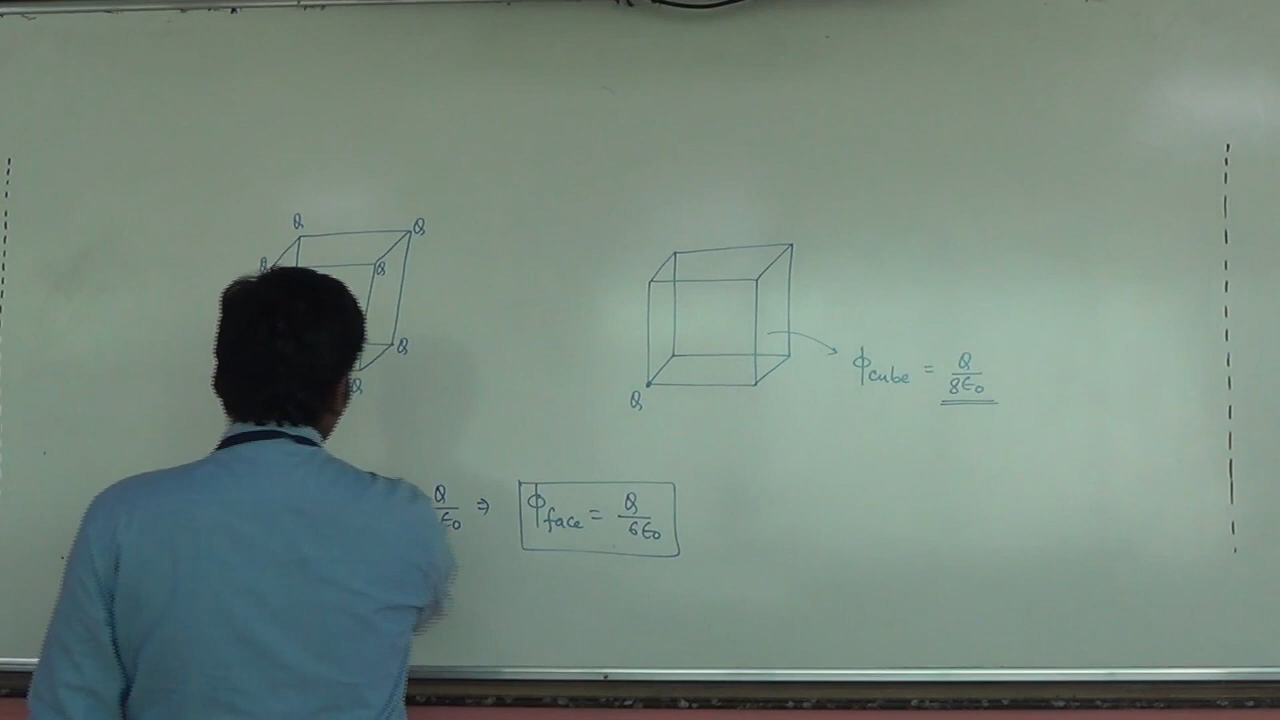 Q Q
Q Q
Q
Q
Q
ϕcube = Q/8ϵ₀
Q/ϵ₀ ⇒ ϕface = Q/6ϵ₀